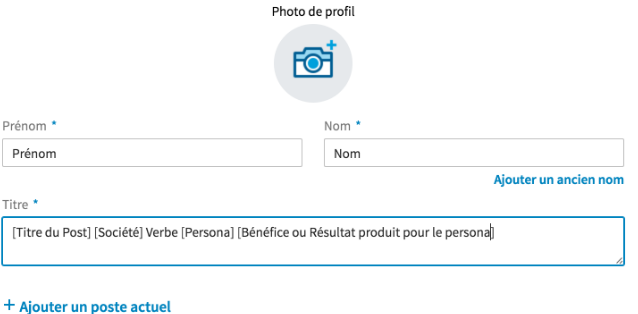 Photo de profil
Prénom *
Nom *
Prénom
Nom
Ajouter un ancien nom
Titre *
[Titre du Post] [Société] Verbe [Persona] [Bénéfice ou Résultat produit pour le persona]
+ Ajouter un poste actuel